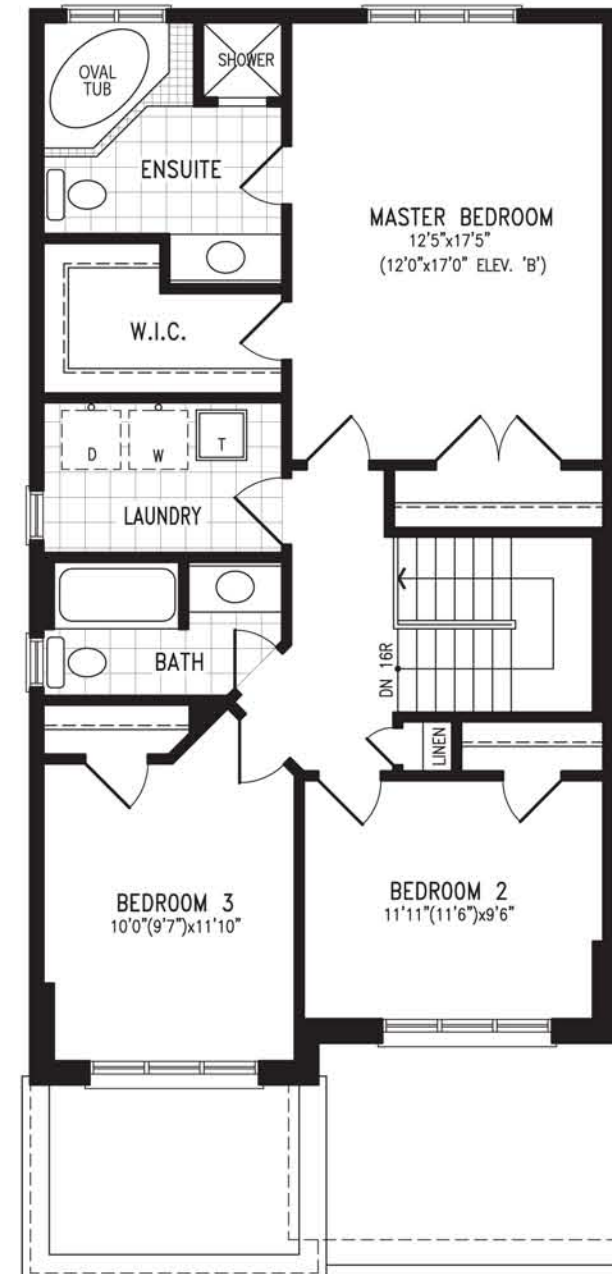 OVAL
TUB
SHOWER
ENSUITE
MASTER BEDROOM
12'5"x17'5"
(12'0"x17'0" ELEV. 'B')
W.I.C.
D
W
T
LAUNDRY
BATH
DN 16R
LINEN
BEDROOM 3
10'0"(9'7")x11'10"
BEDROOM 2
11'11"(11'6")x9'6"